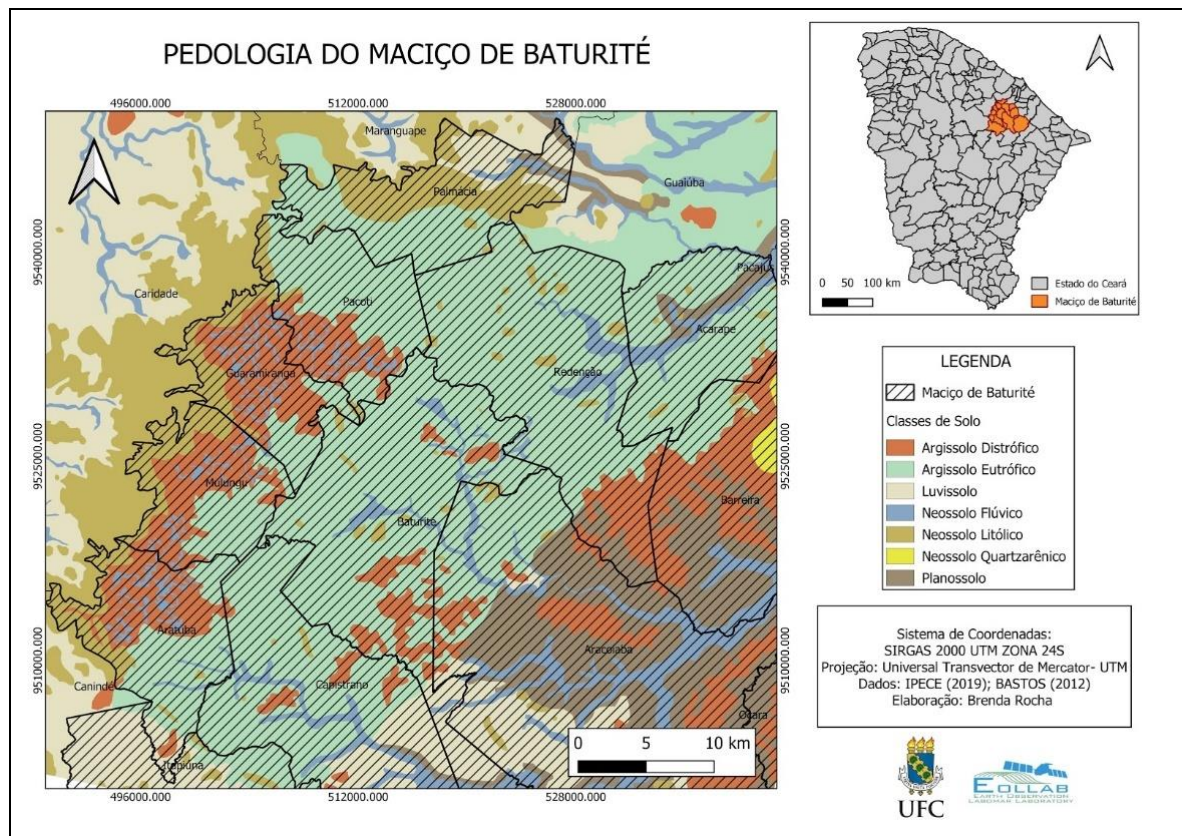 PEDOLOGIA DO MACIÇO DE BATURITÉ
496000.000 512000.000 528000.000
Maranguape
Palmácia
Guaiúba
9540000.000 9540000.000
Pacajus
Caridade
Pacoti
Acarape
Guaramiranga
Redenção
9525000.000 9525000.000
Mulungu
Barreira
Baturité
Aratuba
Aracoiaba
9510000.000 9510000.000
Canindé
Capistrano
Ocara
Itapiúna
0 5 10 km
496000.000 512000.000 528000.000
0 50 100 km
Estado do Ceará
Maciço de Baturité
LEGENDA
Maciço de Baturité
Classes de Solo
Argissolo Distrófico
Argissolo Eutrófico
Luvissolo
Neossolo Flúvico
Neossolo Litólico
Neossolo Quartzarênico
Planossolo
Sistema de Coordenadas:
SIRGAS 2000 UTM ZONA 24S
Projeção: Universal Transvector de Mercator- UTM
Dados: IPECE (2019); BASTOS (2012)
Elaboração: Brenda Rocha
UFC
EOLLAB
EARTH OBSERVATION
LABOMAR LABORATORY